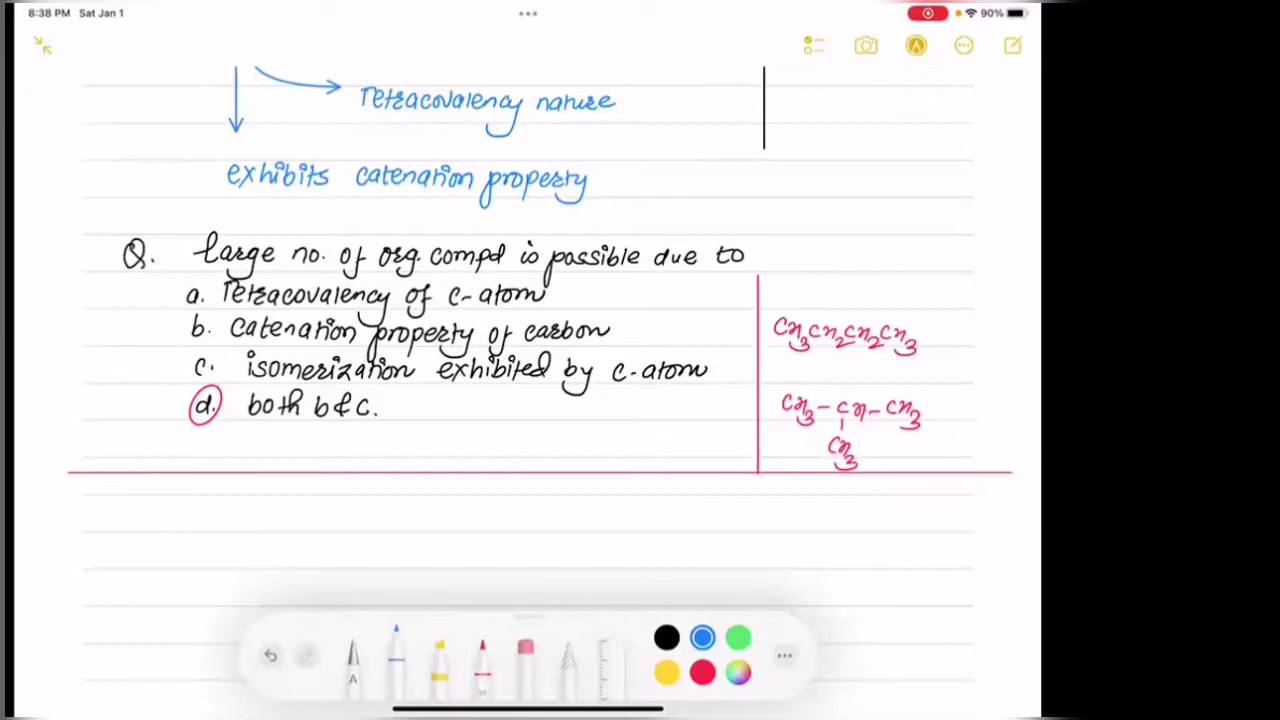 8:38 PM Sat Jan 1
90%
Tetracovalency nature
exhibits catenation property
Q. large no. of org. compd is possible due to
a. Tetracovalency of C-atom
b. catenation property of carbon
c. isomerization exhibited by C-atom
d. both b & c.
CH3CH2CH2CH3
CH3-CH-CH3
CH3
A